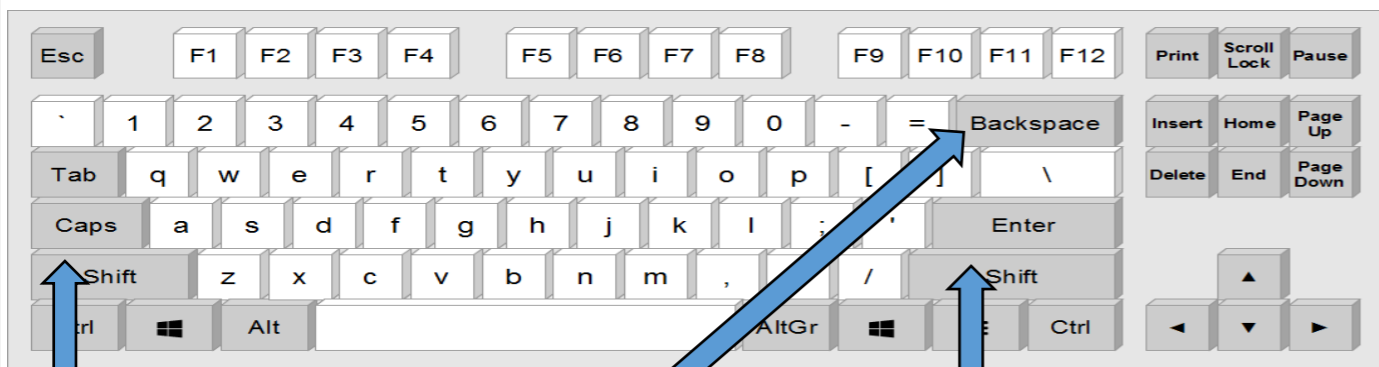 Esc F1 F2 F3 F4 F5 F6 F7 F8 F9 F10 F11 F12 Print Scroll Lock Pause
` 1 2 3 4 5 6 7 8 9 0 - = Backspace Insert Home Page Up
Tab q w e r t y u i o p [ ] \ Delete End Page Down
Caps a s d f g h j k l ; ' Enter
Shift z x c v b n m , / Shift
Alt AltGr Ctrl